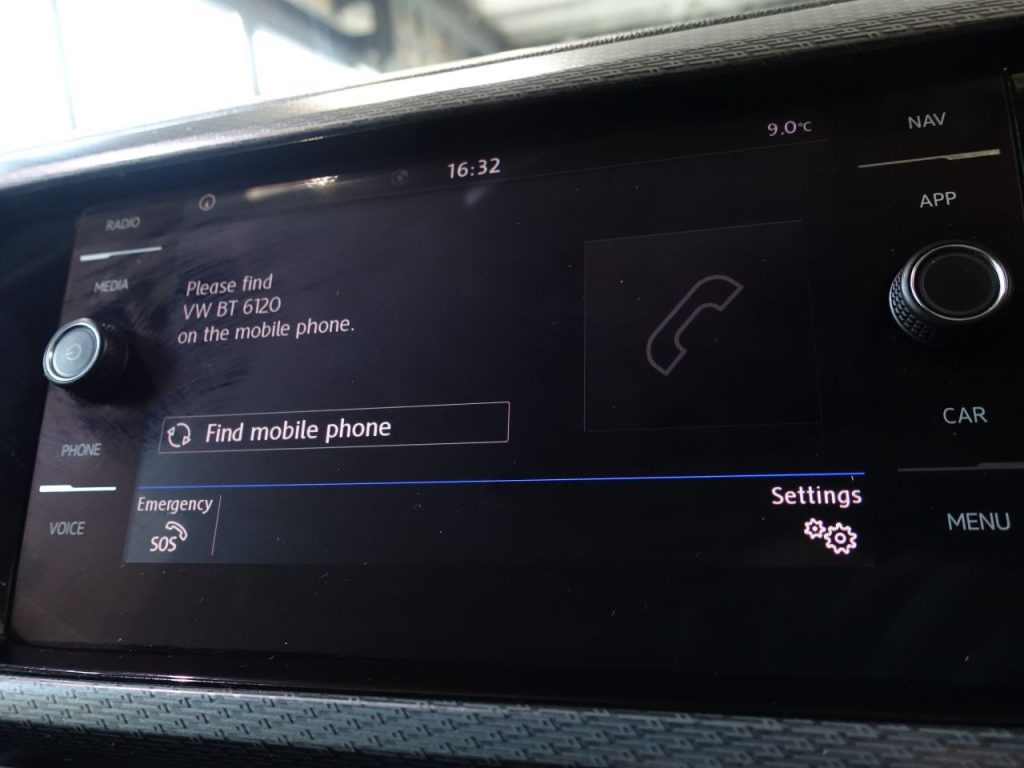 16:32
9.0°C
NAV
RADIO
APP
MEDIA
Please find
VW BT 6120
on the mobile phone.
Find mobile phone
CAR
PHONE
Emergency
SOS
Settings
VOICE
MENU